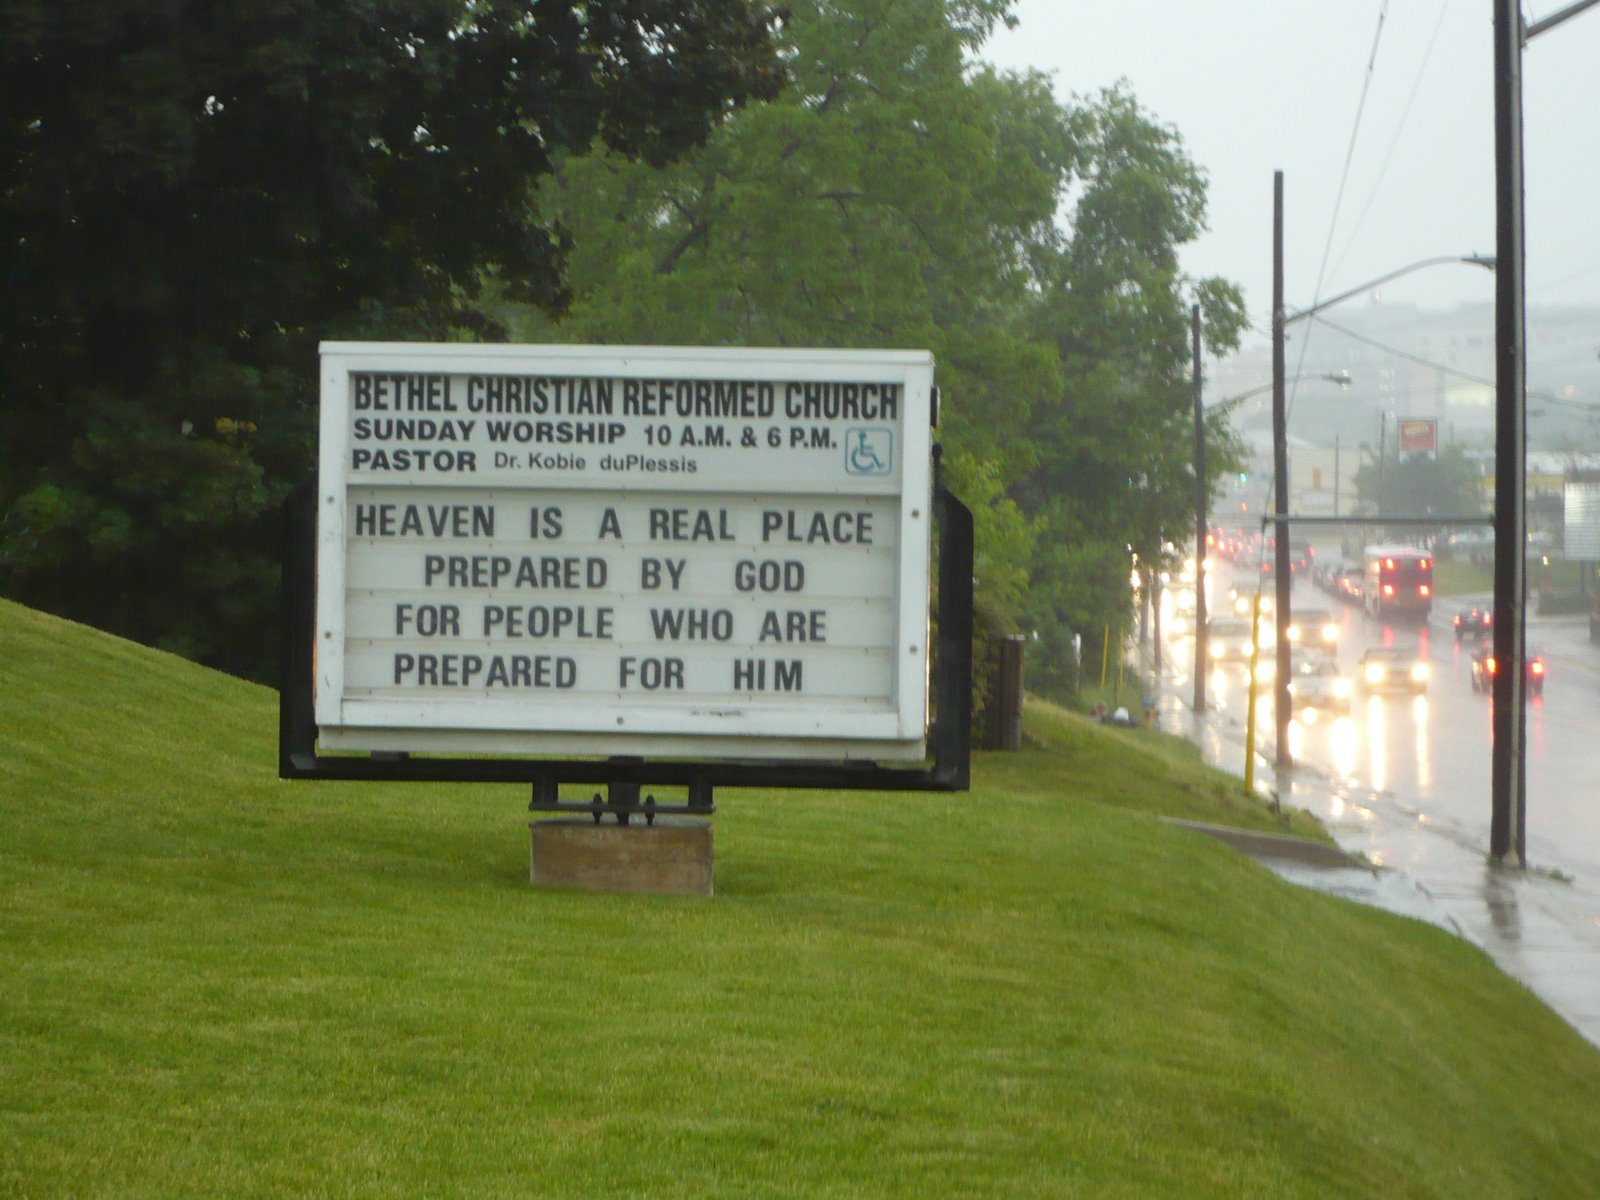 BETHEL CHRISTIAN REFORMED CHURCH
SUNDAY WORSHIP 10 A.M. & 6 P.M.
PASTOR Dr. Kobie duPlessis
HEAVEN IS A REAL PLACE
PREPARED BY GOD
FOR PEOPLE WHO ARE
PREPARED FOR HIM